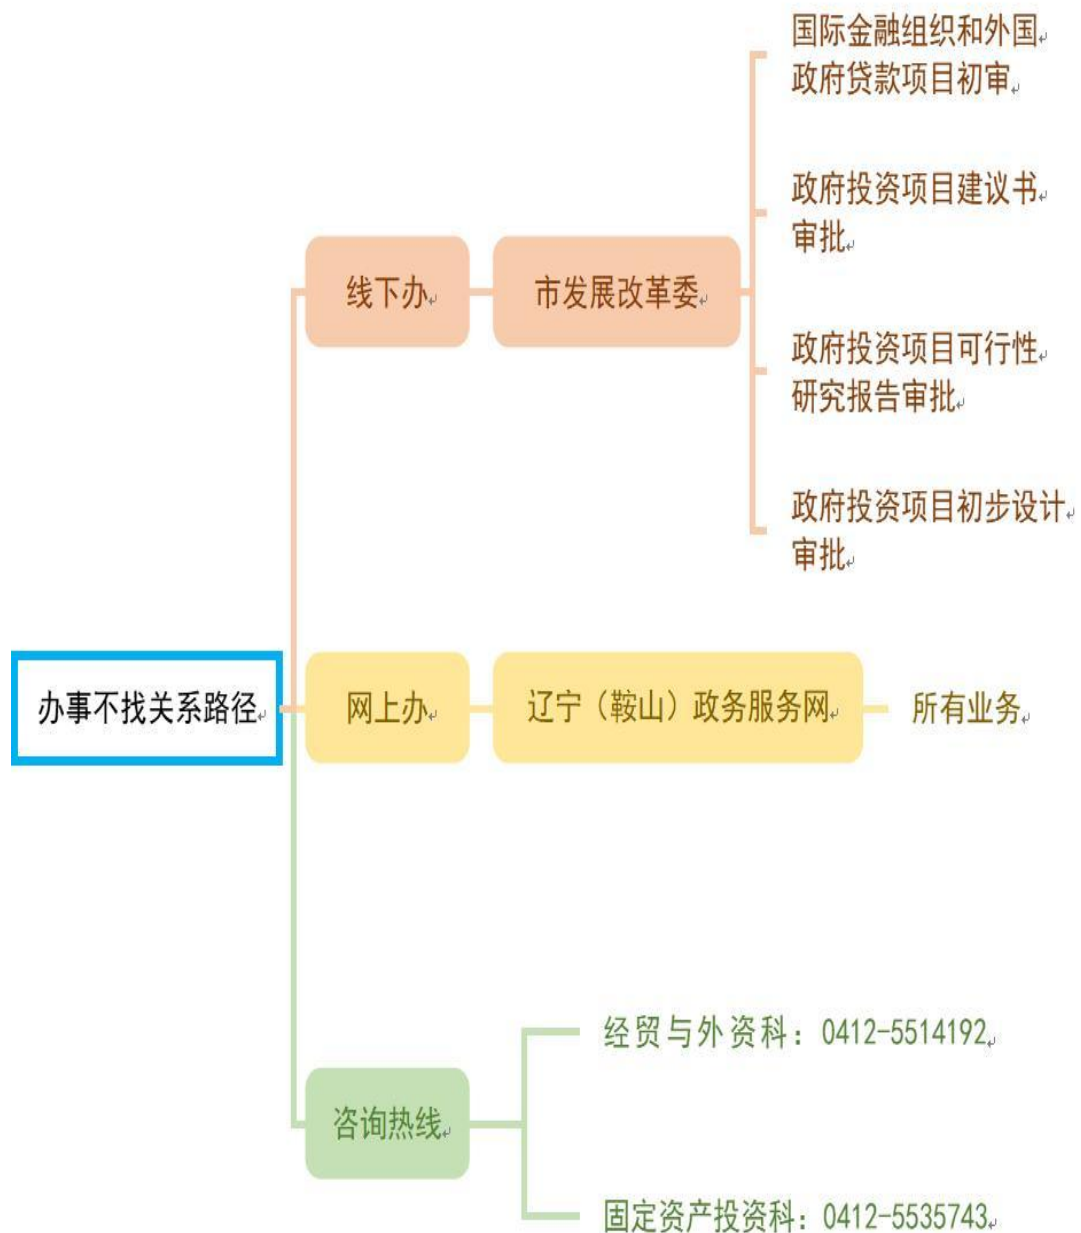 国际金融组织和外国
政府贷款项目初审
政府投资项目建议书
审批
线下办
市发展改革委
政府投资项目可行性
研究报告审批
政府投资项目初步设计
审批
办事不找关系路径
网上办
辽宁（鞍山）政务服务网
所有业务
经贸与外资科：0412-5514192
咨询热线
固定资产投资科：0412-5535743